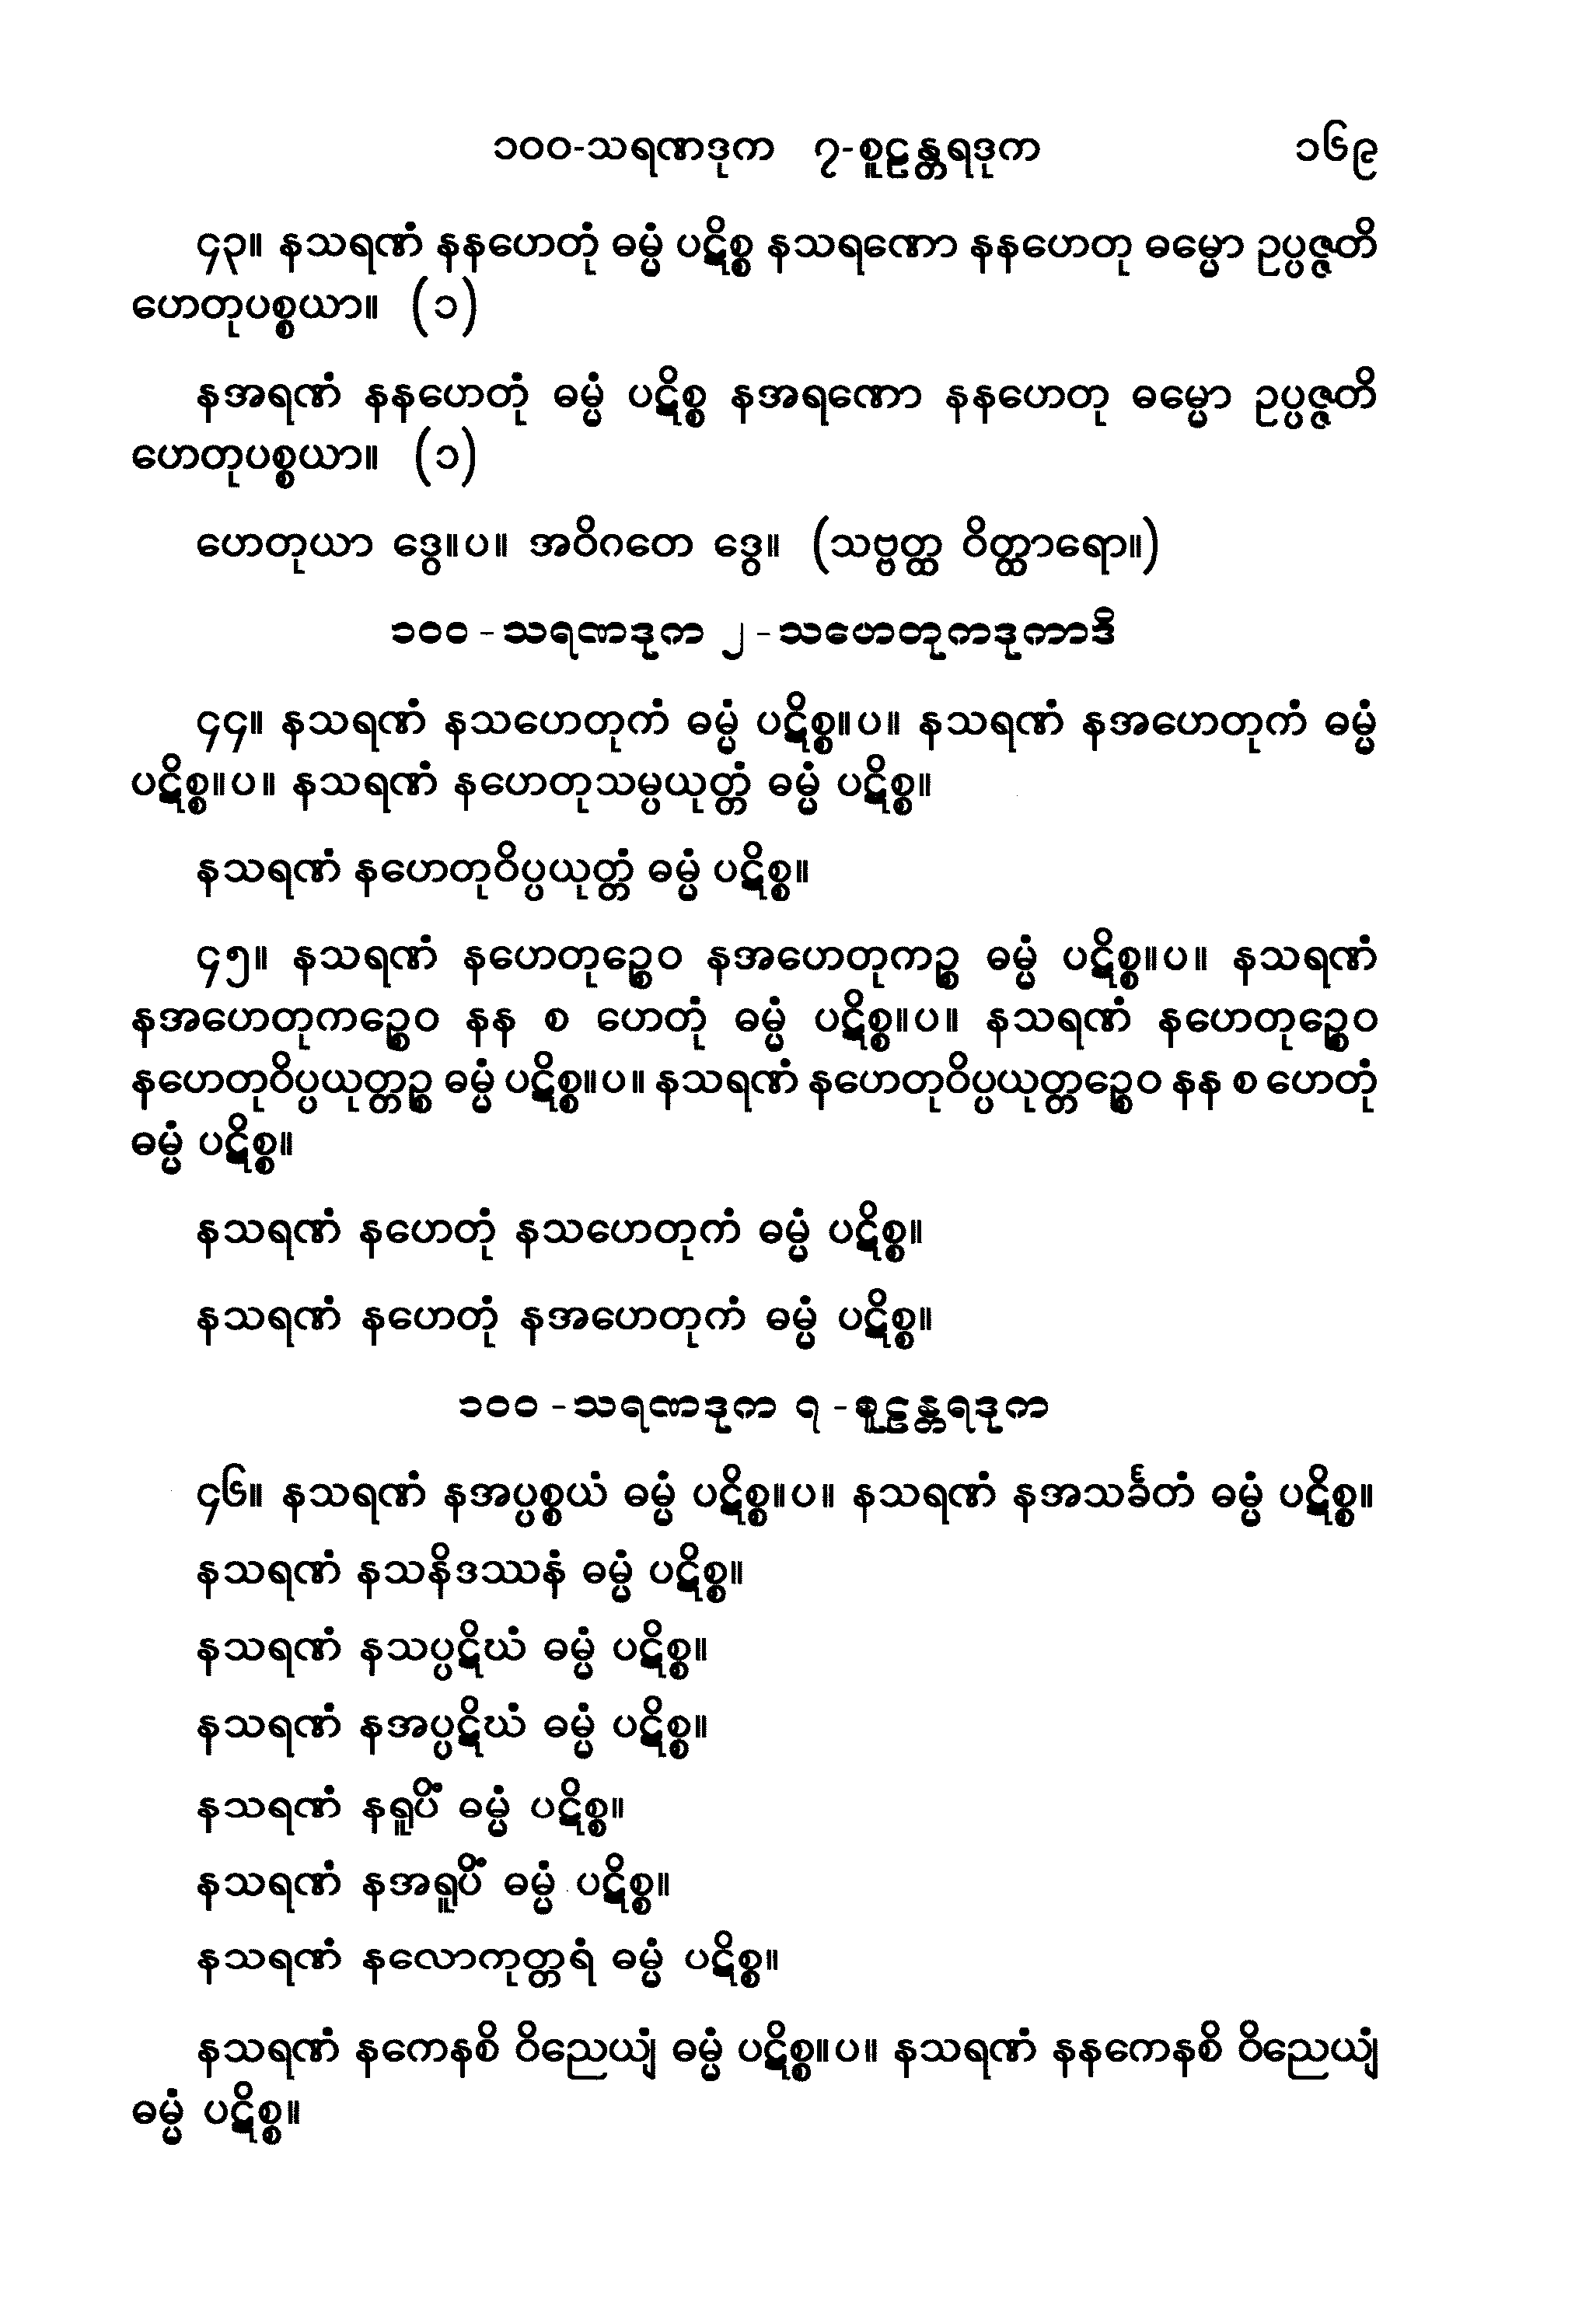 ၁၀၀-သရဏဒုက ၇-စူဠန္တရဒုက ၁၆၉
၄၃။ နသရဏံ နနဟေတုံ ဓမ္မံ ပဋိစ္စ နသရဏော နနဟေတု ဓမ္မော ဥပ္ပဇ္ဇတိ
ဟေတုပစ္စယာ။ (၁)
နအရဏံ နနဟေတုံ ဓမ္မံ ပဋိစ္စ နအရဏော နနဟေတု ဓမ္မော ဥပ္ပဇ္ဇတိ
ဟေတုပစ္စယာ။ (၁)
ဟေတုယာ ဒွေ။ပ။ အဝိဂတေ ဒွေ။ (သဗ္ဗတ္ထ ဝိတ္ထာရော။)
၁၀၀ -သရဏဒုက ၂ -သဟေတုကဒုကာဒိ
၄၄။ နသရဏံ နသဟေတုကံ ဓမ္မံ ပဋိစ္စ။ပ။ နသရဏံ နအဟေတုကံ ဓမ္မံ
ပဋိစ္စ။ပ။ နသရဏံ နဟေတုသမ္ပယုတ္တံ ဓမ္မံ ပဋိစ္စ။
နသရဏံ နဟေတုဝိပ္ပယုတ္တံ ဓမ္မံ ပဋိစ္စ။
၄၅။ နသရဏံ နဟေတုဉ္စေဝ နအဟေတုကဉ္စ ဓမ္မံ ပဋိစ္စ။ပ။ နသရဏံ
နအဟေတုကဉ္စေဝ နန စ ဟေတုံ ဓမ္မံ ပဋိစ္စ။ပ။ နသရဏံ နဟေတုဉ္စေဝ
နဟေတုဝိပ္ပယုတ္တဉ္စ ဓမ္မံ ပဋိစ္စ။ပ။ နသရဏံ နဟေတုဝိပ္ပယုတ္တဉ္စေဝ နန စ ဟေတုံ
ဓမ္မံ ပဋိစ္စ။
နသရဏံ နဟေတုံ နသဟေတုကံ ဓမ္မံ ပဋိစ္စ။
နသရဏံ နဟေတုံ နအဟေတုကံ ဓမ္မံ ပဋိစ္စ။
၁၀၀ -သရဏဒုက ၇ -စူဠန္တရဒုက
၄၆။ နသရဏံ နအပ္ပစ္စယံ ဓမ္မံ ပဋိစ္စ။ပ။ နသရဏံ နအသင်္ခတံ ဓမ္မံ ပဋိစ္စ။
နသရဏံ နသနိဒဿနံ ဓမ္မံ ပဋိစ္စ။
နသရဏံ နသပ္ပဋိဃံ ဓမ္မံ ပဋိစ္စ။
နသရဏံ နအပ္ပဋိဃံ ဓမ္မံ ပဋိစ္စ။
နသရဏံ နရူပိံ ဓမ္မံ ပဋိစ္စ။
နသရဏံ နအရူပိံ ဓမ္မံ ပဋိစ္စ။
နသရဏံ နလောကုတ္တရံ ဓမ္မံ ပဋိစ္စ။
နသရဏံ နကေနစိ ဝိညေယျံ ဓမ္မံ ပဋိစ္စ။ပ။ နသရဏံ နနကေနစိ ဝိညေယျံ
ဓမ္မံ ပဋိစ္စ။